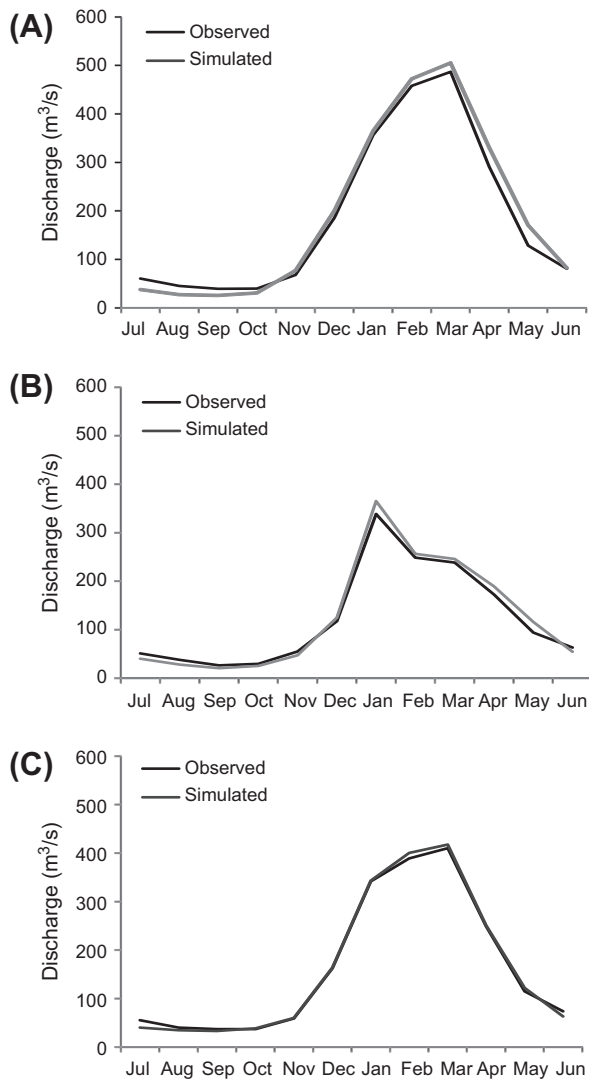 (A)
Discharge (m³/s)
600
500
400
300
200
100
0
Observed
Simulated
Jul Aug Sep Oct Nov Dec Jan Feb Mar Apr May Jun
(B)
Discharge (m³/s)
600
500
400
300
200
100
0
Observed
Simulated
Jul Aug Sep Oct Nov Dec Jan Feb Mar Apr May Jun
(C)
Discharge (m³/s)
600
500
400
300
200
100
0
Observed
Simulated
Jul Aug Sep Oct Nov Dec Jan Feb Mar Apr May Jun